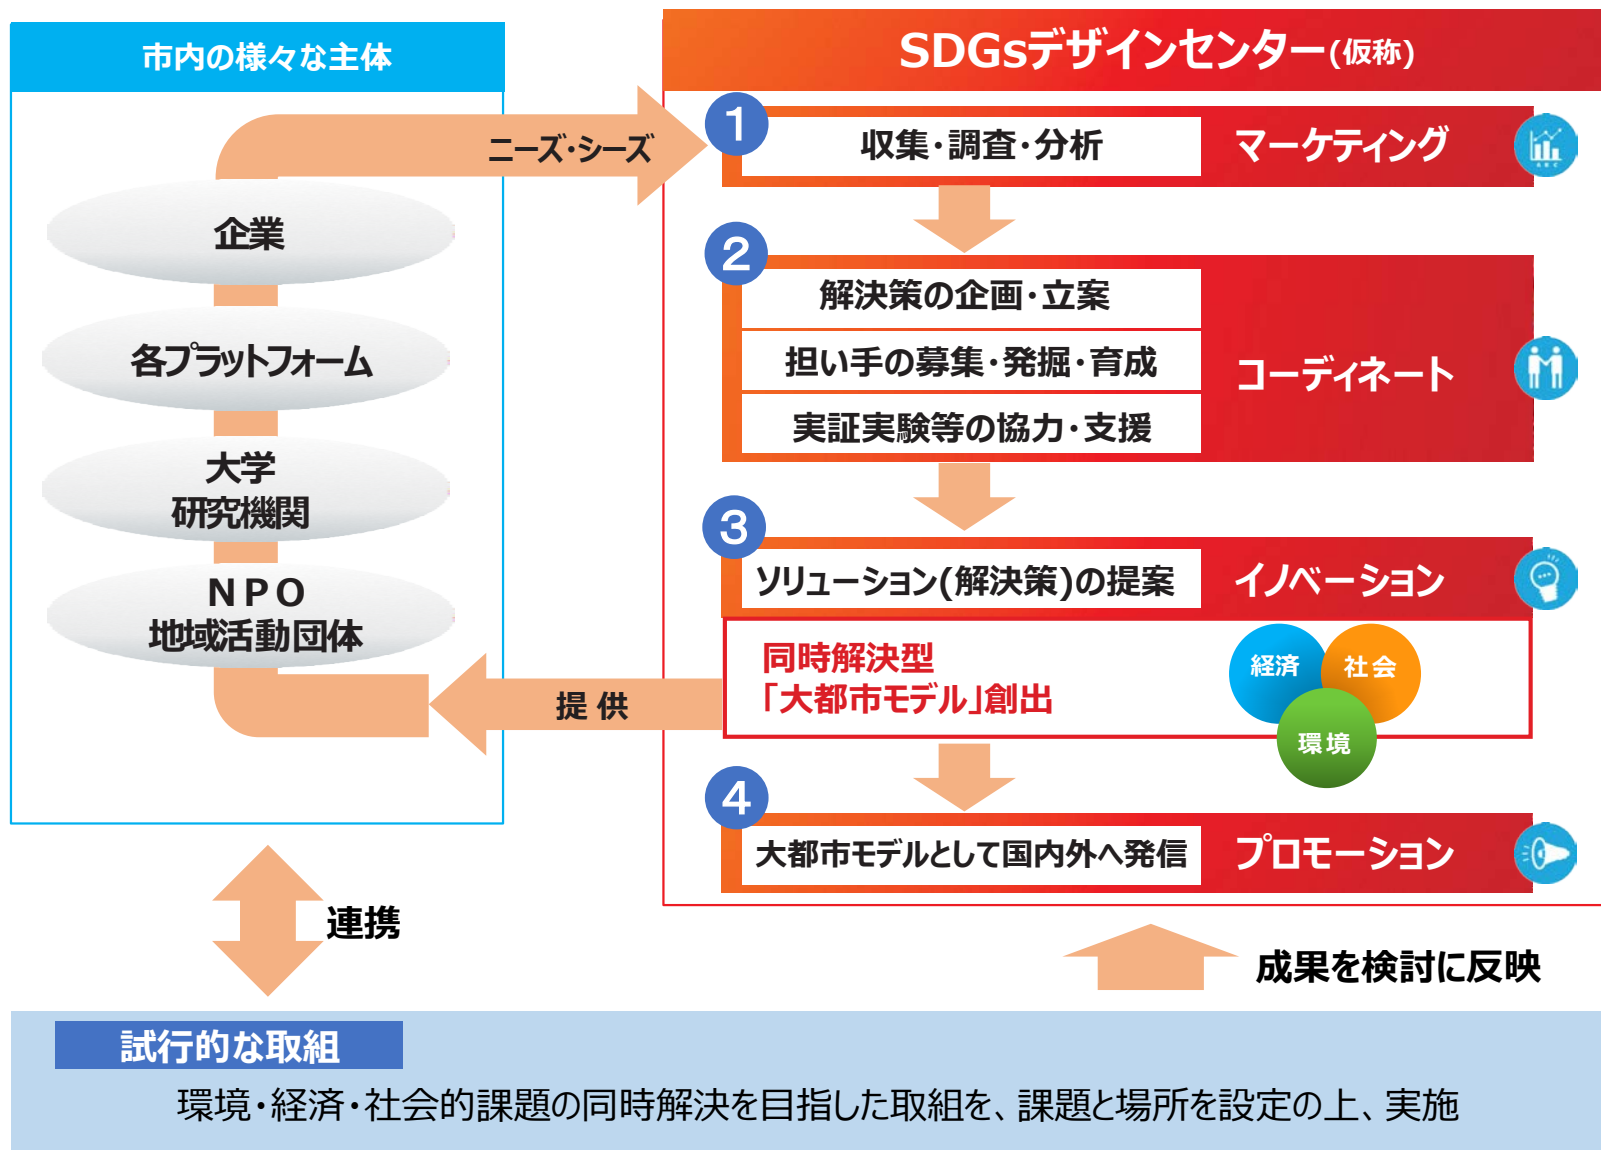 市内の様々な主体
企業
各プラットフォーム
大学
研究機関
NPO
地域活動団体
ニーズ・シーズ
SDGsデザインセンター(仮称)
1
収集・調査・分析
マーケティング
2
解決策の企画・立案
担い手の募集・発掘・育成
実証実験等の協力・支援
コーディネート
3
ソリューション(解決策)の提案
イノベーション
同時解決型
「大都市モデル」創出
経済
社会
環境
提供
4
大都市モデルとして国内外へ発信
プロモーション
連携
成果を検討に反映
試行的な取組
環境・経済・社会的課題の同時解決を目指した取組を、課題と場所を設定の上、実施